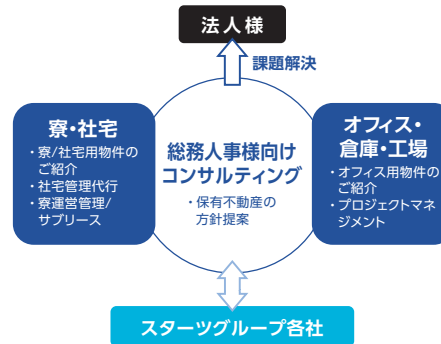 法人様
課題解決
寮・社宅
・寮/社宅用物件の
ご紹介
・社宅管理代行
・寮運営管理/
サブリース
総務人事様向け
コンサルティング
・保有不動産の
方針提案
オフィス・
倉庫・工場
・オフィス用物件の
ご紹介
・プロジェクトマネ
ジメント
スターツグループ各社